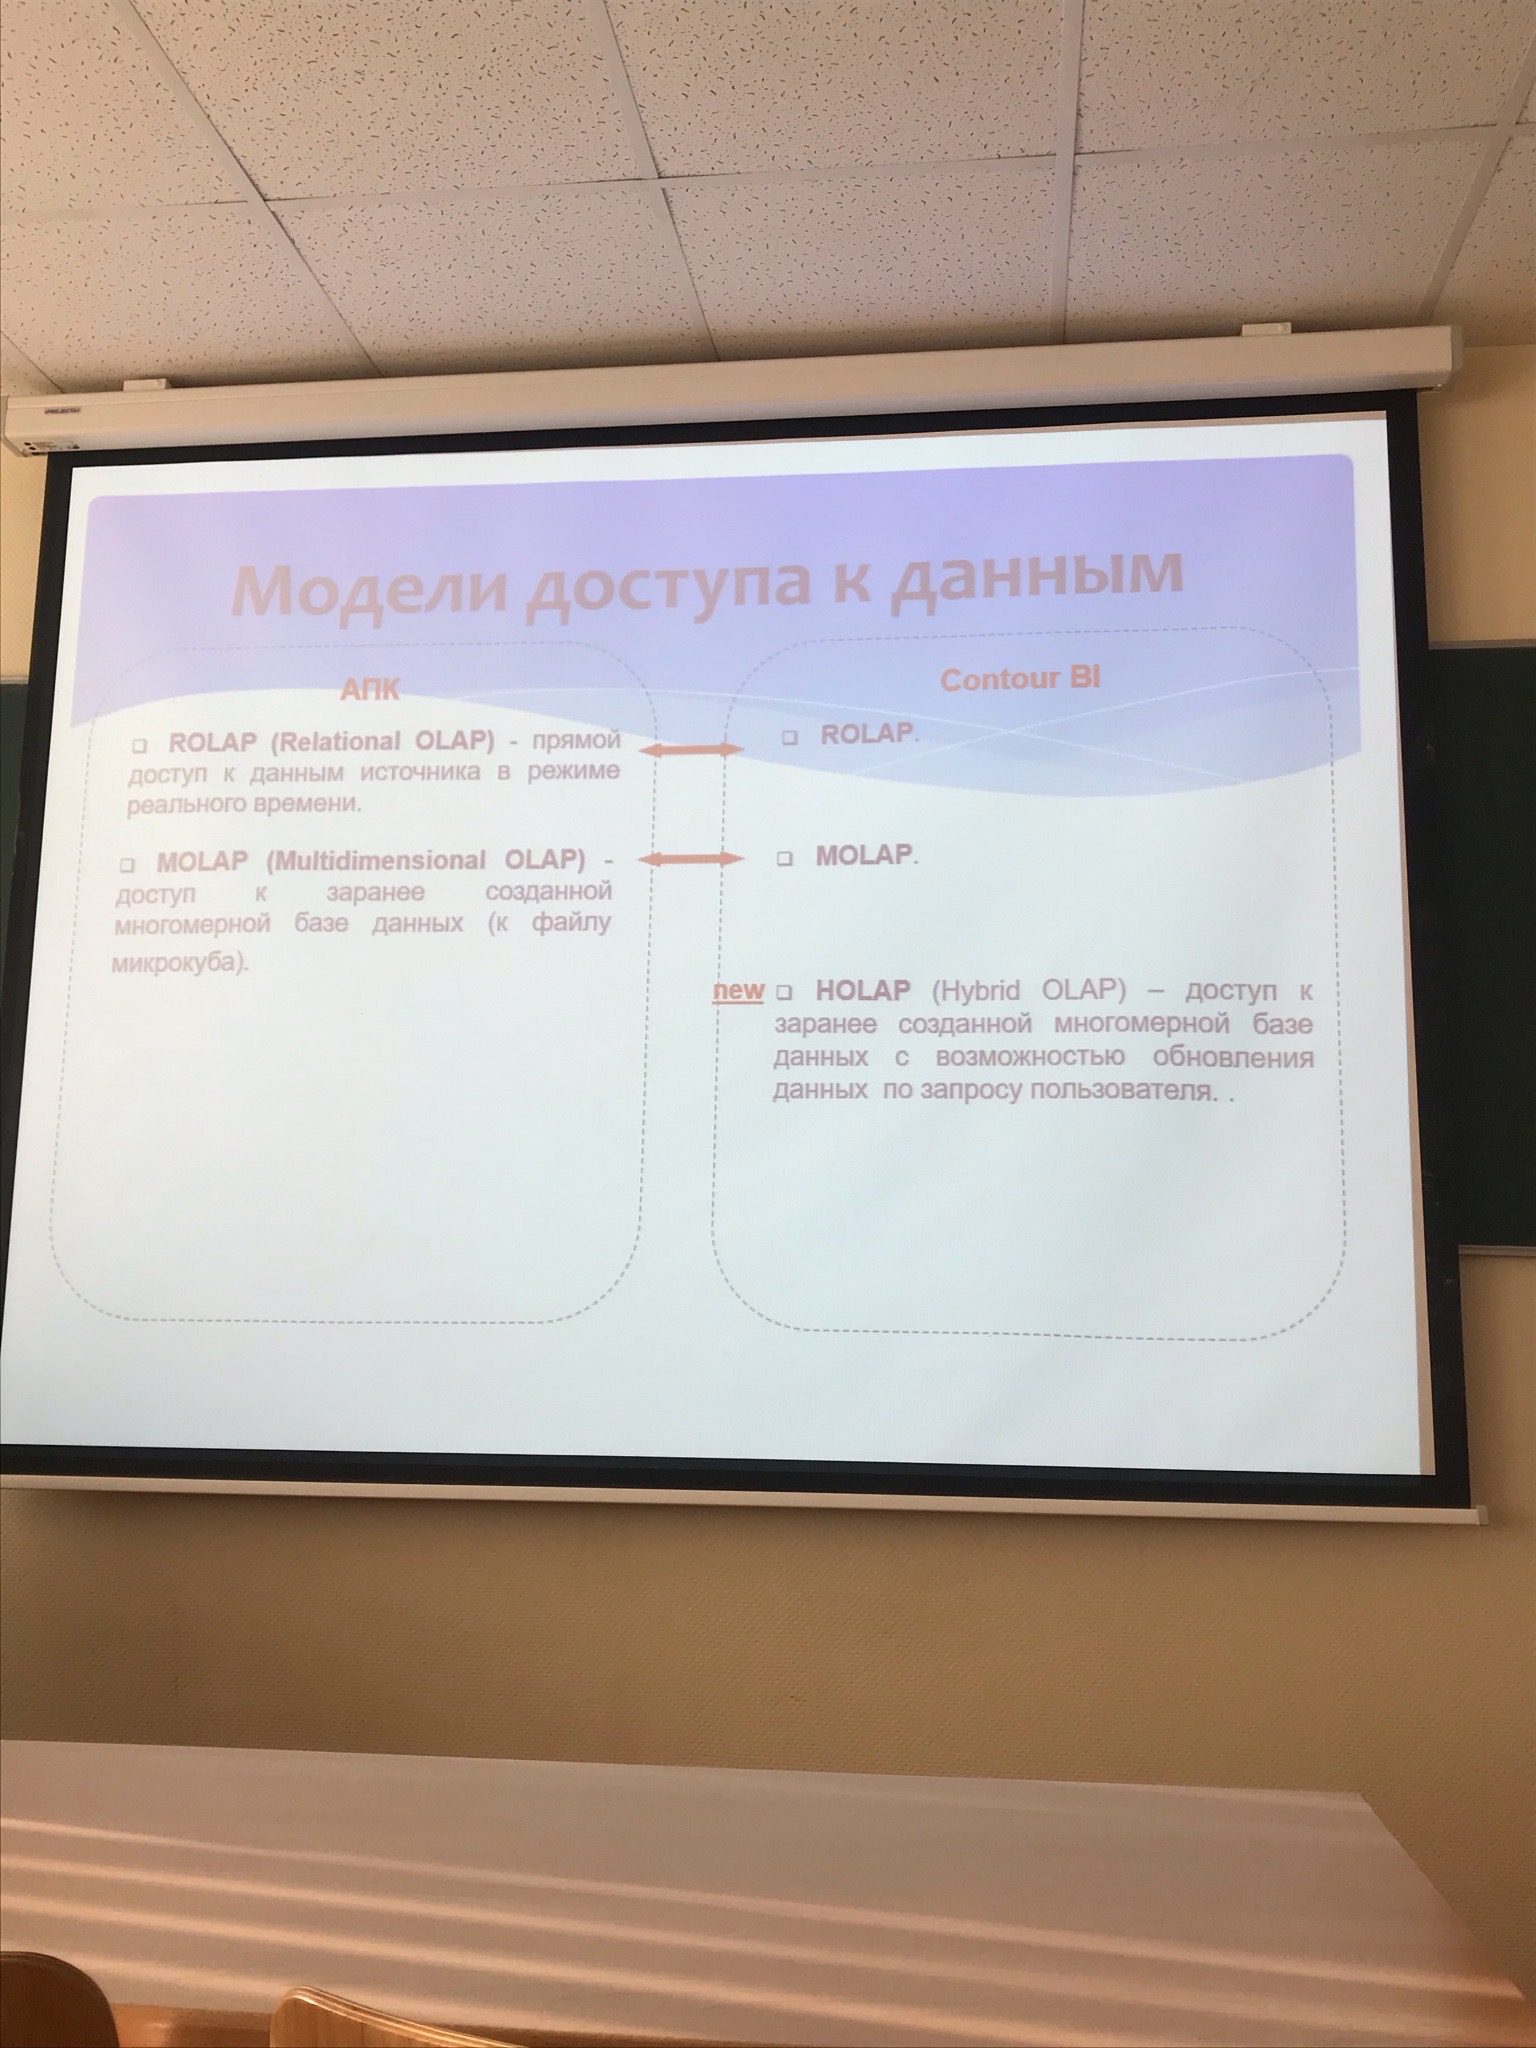 Модели доступа к данным
АПК
❑ ROLAP (Relational OLAP) - прямой
доступ к данным источника в режиме
реального времени.
❑ MOLAP (Multidimensional OLAP) -
доступ к заранее созданной
многомерной базе данных (к файлу
микрокуба).
Contour BI
❑ ROLAP.
❑ MOLAP.
new ❑ HOLAP (Hybrid OLAP) – доступ к
заранее созданной многомерной базе
данных с возможностью обновления
данных по запросу пользователя. .